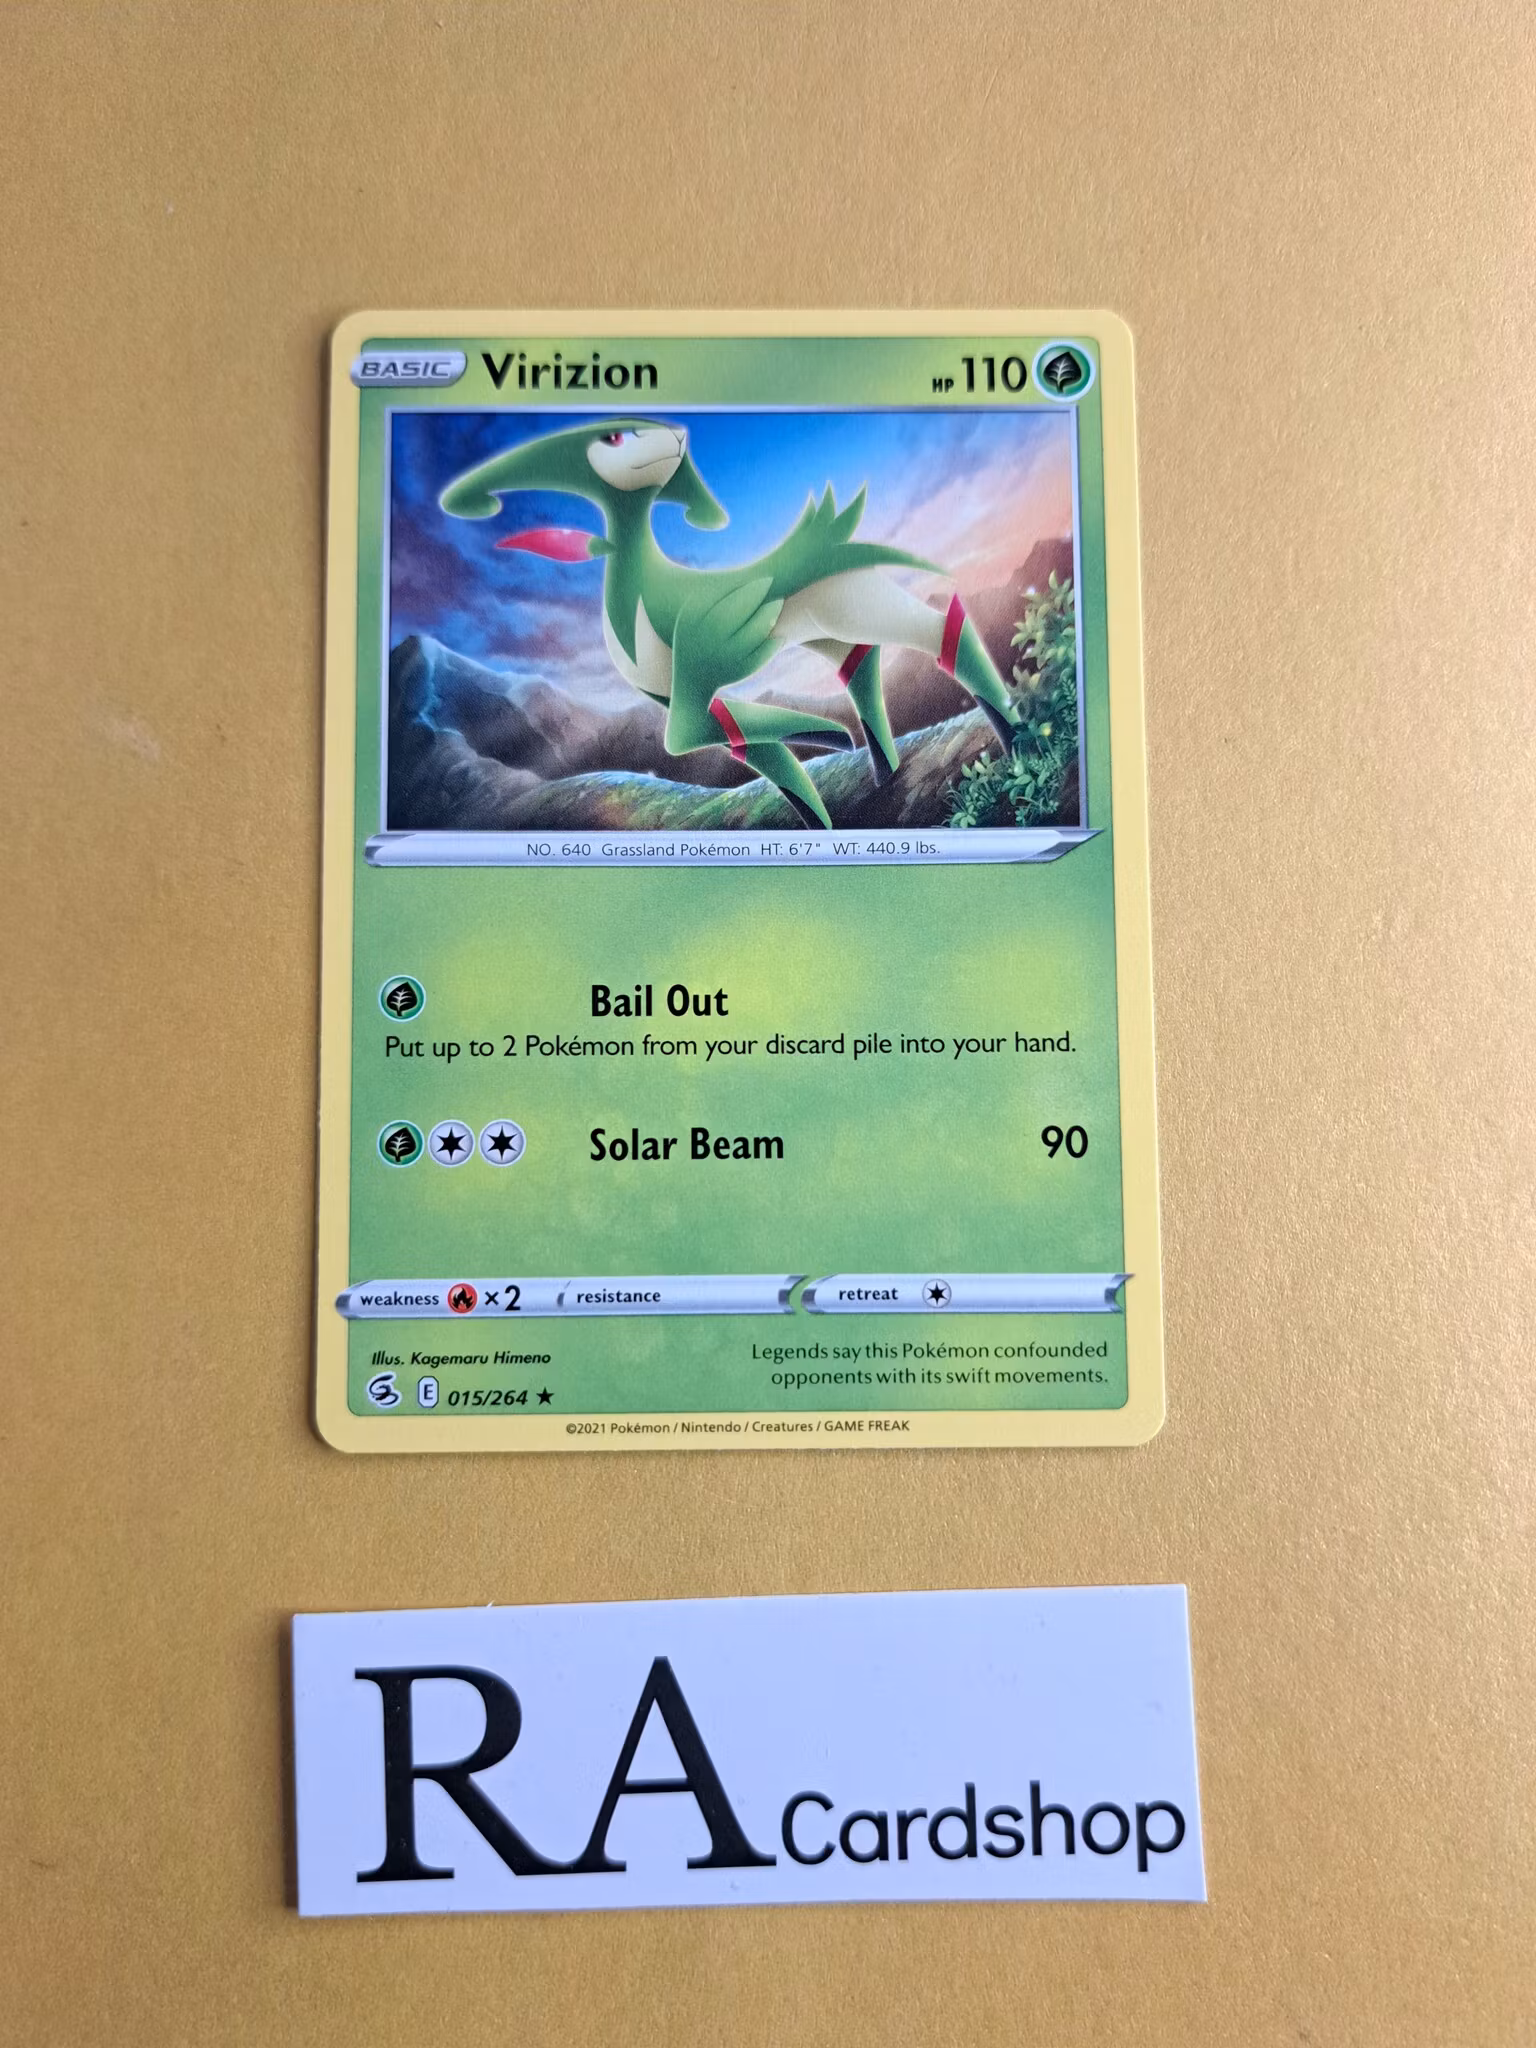 BASIC Virizion HP 110
NO. 640 Grassland Pokémon HT: 6'7" WT: 440.9 lbs.
Bail Out
Put up to 2 Pokémon from your discard pile into your hand.
Solar Beam 90
weakness ×2 resistance retreat
Illus. Kagemaru Himeno
Legends say this Pokémon confounded
opponents with its swift movements.
E 015/264 ★
©2021 Pokémon / Nintendo / Creatures / GAME FREAK
RA Cardshop